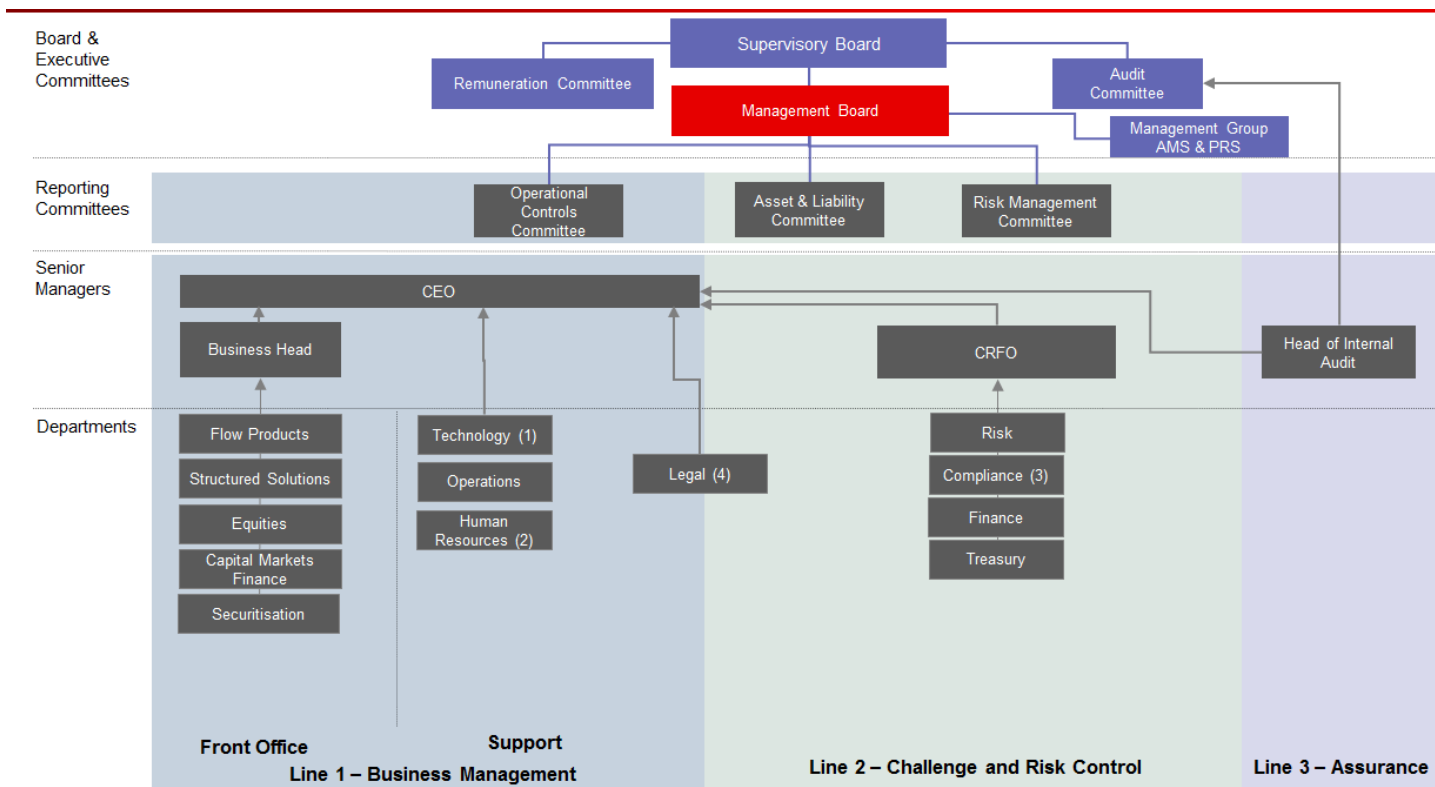 Board &
Executive
Committees
Supervisory Board
Remuneration Committee
Audit
Committee
Management Board
Management Group
AMS & PRS
Reporting
Committees
Operational
Controls
Committee
Asset & Liability
Committee
Risk Management
Committee
Senior
Managers
CEO
Business Head
CRFO
Head of Internal
Audit
Departments
Flow Products
Structured Solutions
Equities
Capital Markets
Finance
Securitisation
Technology (1)
Operations
Human
Resources (2)
Legal (4)
Risk
Compliance (3)
Finance
Treasury
Front Office
Support
Line 1 – Business Management
Line 2 – Challenge and Risk Control
Line 3 – Assurance